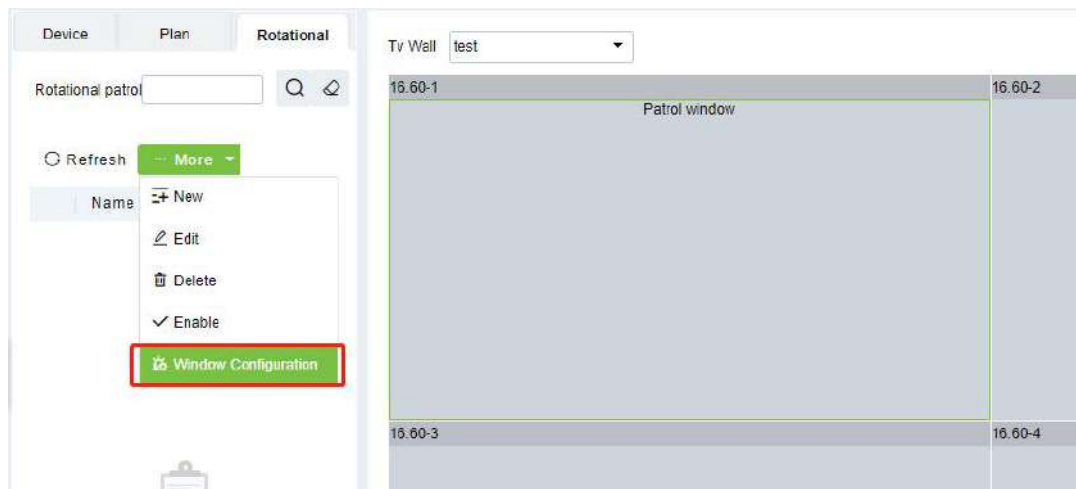 Device Plan Rotational
Tv Wall test
Rotational patrol
16.60-1 16.60-2
Patrol window
Refresh ··· More
Name
New
Edit
Delete
Enable
Window Configuration
16.60-3 16.60-4